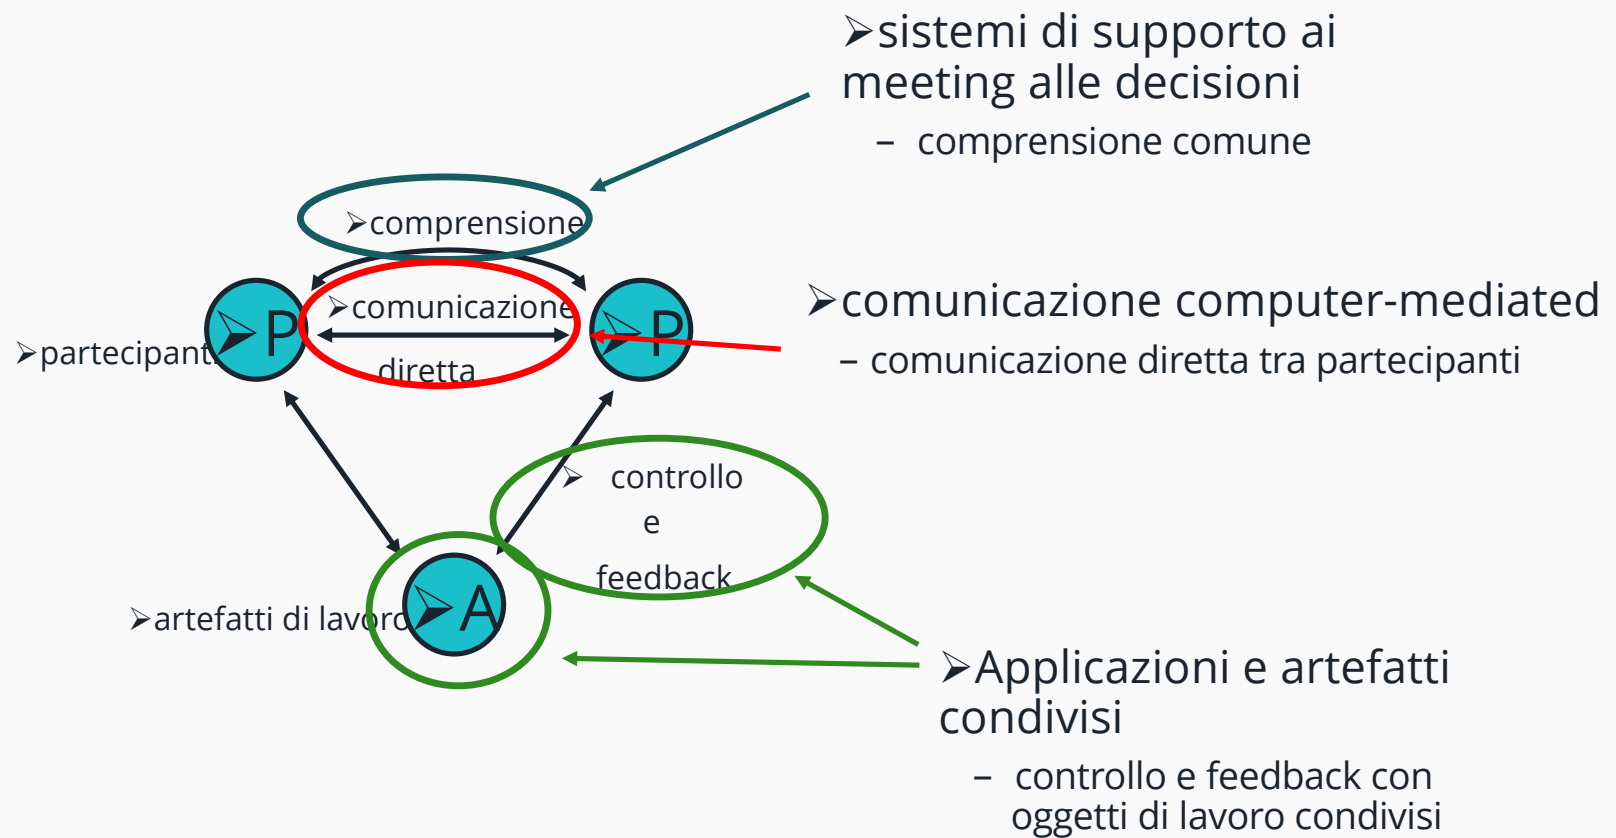 ➢sistemi di supporto ai
meeting alle decisioni
– comprensione comune
➢comprensione
➢comunicazione
diretta
➢P
➢P
➢partecipanti
➢comunicazione computer-mediated
– comunicazione diretta tra partecipanti
➢ controllo
e
feedback
➢artefatti di lavoro
➢A
➢Applicazioni e artefatti
condivisi
– controllo e feedback con
oggetti di lavoro condivisi